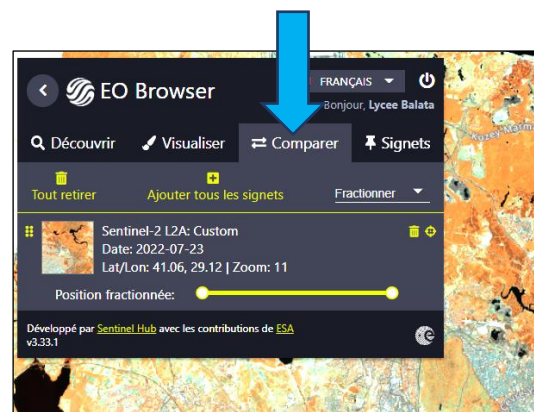 EO Browser
FRANÇAIS
Bonjour, Lycee Balata
Découvrir
Visualiser
Comparer
Signets
Tout retirer
Ajouter tous les signets
Fractionner
Sentinel-2 L2A: Custom
Date: 2022-07-23
Lat/Lon: 41.06, 29.12 | Zoom: 11
Position fractionnée:
Développé par Sentinel Hub avec les contributions de ESA
v3.33.1
Kuzey Marm